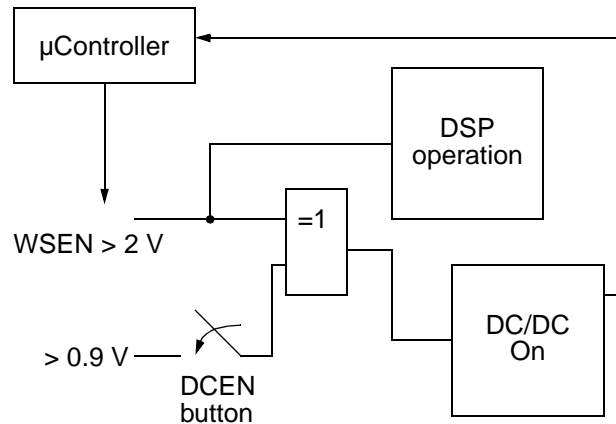 µController
DSP
operation
=1
WSEN > 2 V
DC/DC
On
> 0.9 V
DCEN
button